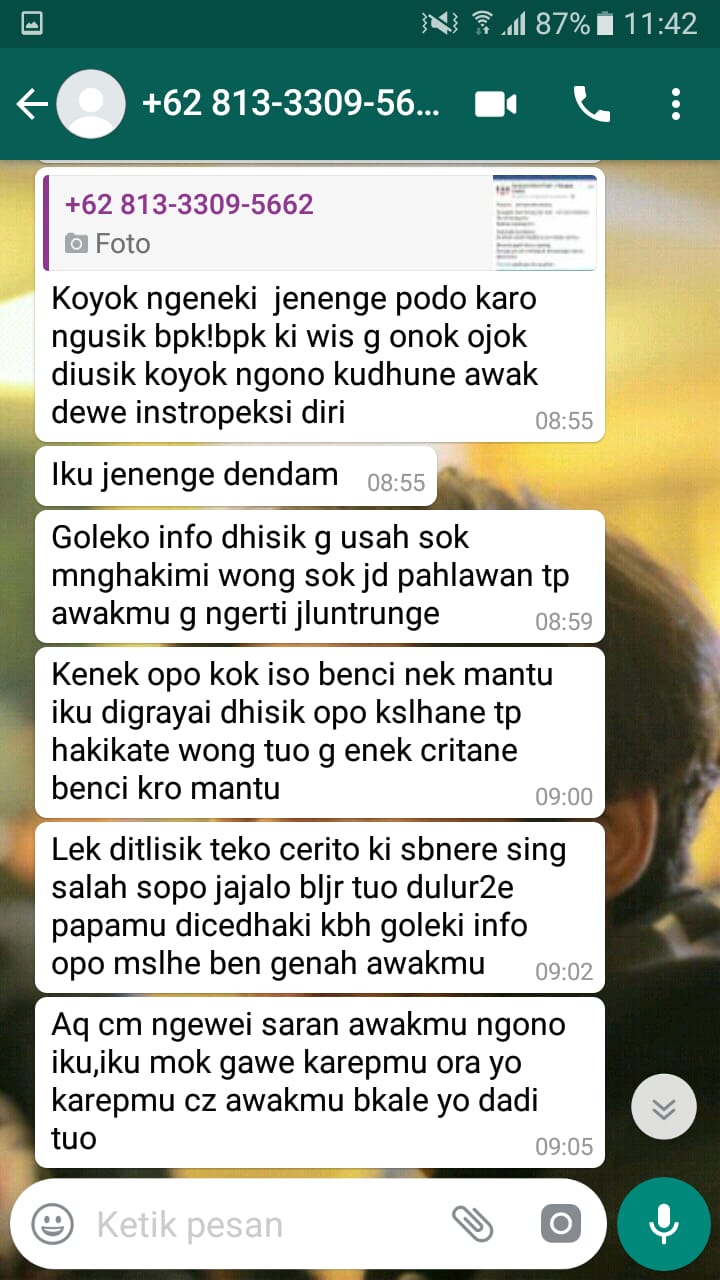 87% 11:42
+62 813-3309-56...
+62 813-3309-5662
Foto
Koyok ngeneki  jenenge podo karo
ngusik bpk!bpk ki wis g onok ojok
diusik koyok ngono kudhune awak
dewe instropeksi diri
08:55
Iku jenenge dendam
08:55
Goleko info dhisik g usah sok
mnghakimi wong sok jd pahlawan tp
awakmu g ngerti jluntrunge
08:59
Kenek opo kok iso benci nek mantu
iku digrayai dhisik opo kslhane tp
hakikate wong tuo g enek critane
benci kro mantu
09:00
Lek ditlisik teko cerito ki sbnere sing
salah sopo jajalo bljr tuo dulur2e
papamu dicedhaki kbh goleki info
opo mslhe ben genah awakmu
09:02
Aq cm ngewei saran awakmu ngono
iku,iku mok gawe karepmu ora yo
karepmu cz awakmu bkale yo dadi
tuo
09:05
Ketik pesan